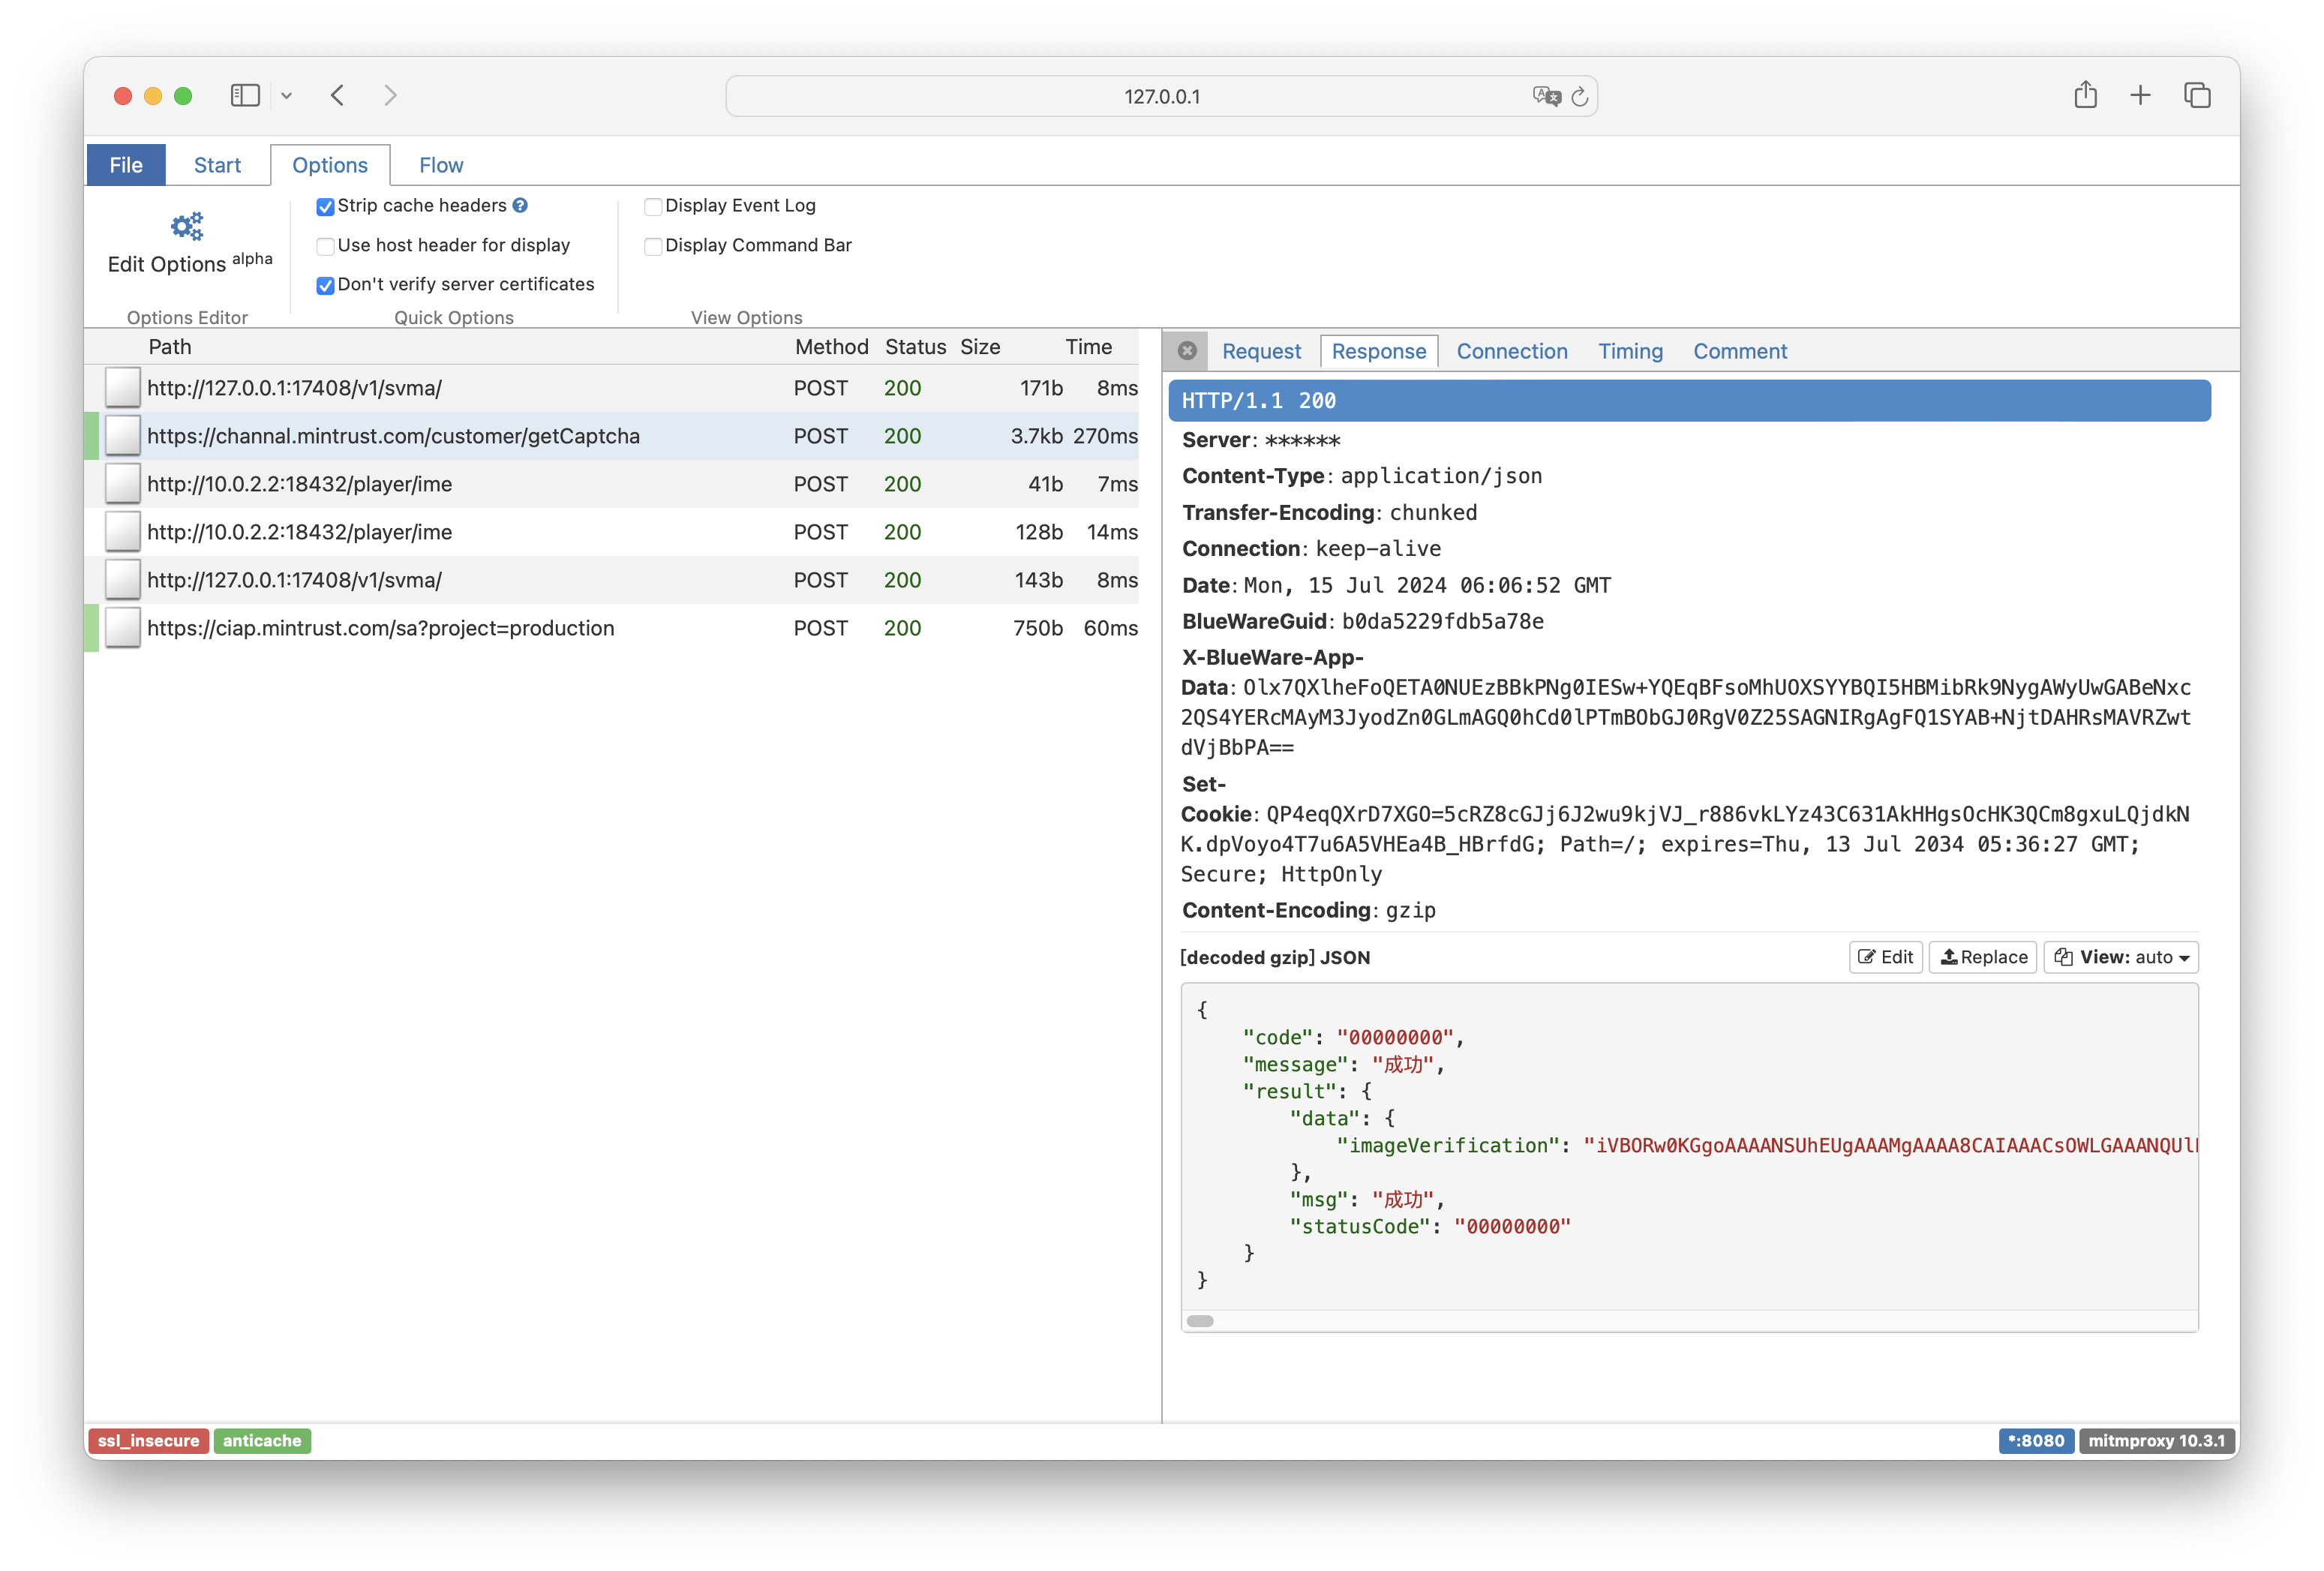 127.0.0.1
File Start Options Flow
Edit Options alpha
Options Editor
Strip cache headers
Use host header for display
Don't verify server certificates
Quick Options
Display Event Log
Display Command Bar
View Options
Path Method Status Size Time
http://127.0.0.1:17408/v1/svma/ POST 200 171b 8ms
https://channal.mintrust.com/customer/getCaptcha POST 200 3.7kb 270ms
http://10.0.2.2:18432/player/ime POST 200 41b 7ms
http://10.0.2.2:18432/player/ime POST 200 128b 14ms
http://127.0.0.1:17408/v1/svma/ POST 200 143b 8ms
https://ciap.mintrust.com/sa?project=production POST 200 750b 60ms
Request Response Connection Timing Comment
HTTP/1.1 200
Server: ******
Content-Type: application/json
Transfer-Encoding: chunked
Connection: keep-alive
Date: Mon, 15 Jul 2024 06:06:52 GMT
BlueWareGuid: b0da5229fdb5a78e
X-BlueWare-App-
Data: Olx7QXlheFoQETA0NUEzBBkPNg0IESw+YQEqBFsoMhUOXSYYBQI5HBMibRk9NygAWyUwGABeNxc
2QS4YERcMAyM3JyodZn0GLmAGQ0hCd0lPTmBObGJ0RgV0Z25SAGNIRgAgFQ1SYAB+NjtDAHRsMAVRZwt
dVjBbPA==
Set-
Cookie: QP4eqQXrD7XGO=5cRZ8cGJj6J2wu9kjVJ_r886vkLYz43C631AkHHgsOcHK3QCm8gxuLQjdkN
K.dpVoyo4T7u6A5VHEa4B_HBrfdG; Path=/; expires=Thu, 13 Jul 2034 05:36:27 GMT;
Secure; HttpOnly
Content-Encoding: gzip
[decoded gzip] JSON Edit Replace View: auto
{
"code": "00000000",
"message": "成功",
"result": {
"data": {
"imageVerification": "iVBORw0KGgoAAAANSUhEUgAAAMgAAAA8CAIAAACsOWLGAAANQUl
},
"msg": "成功",
"statusCode": "00000000"
}
}
ssl_insecure anticache *:8080 mitmproxy 10.3.1